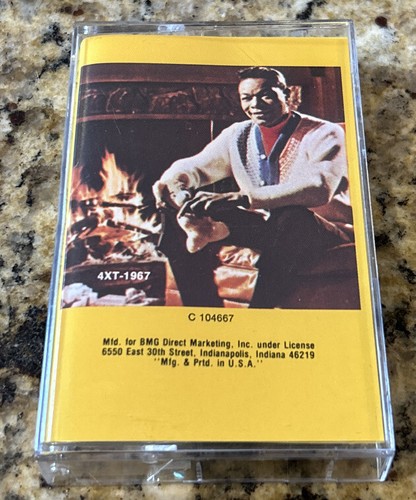 4XT-1967
C 104667
Mfd. for BMG Direct Marketing, Inc. under License
6550 East 30th Street, Indianapolis, Indiana 46219
"Mfg. & Prtd. in U.S.A."